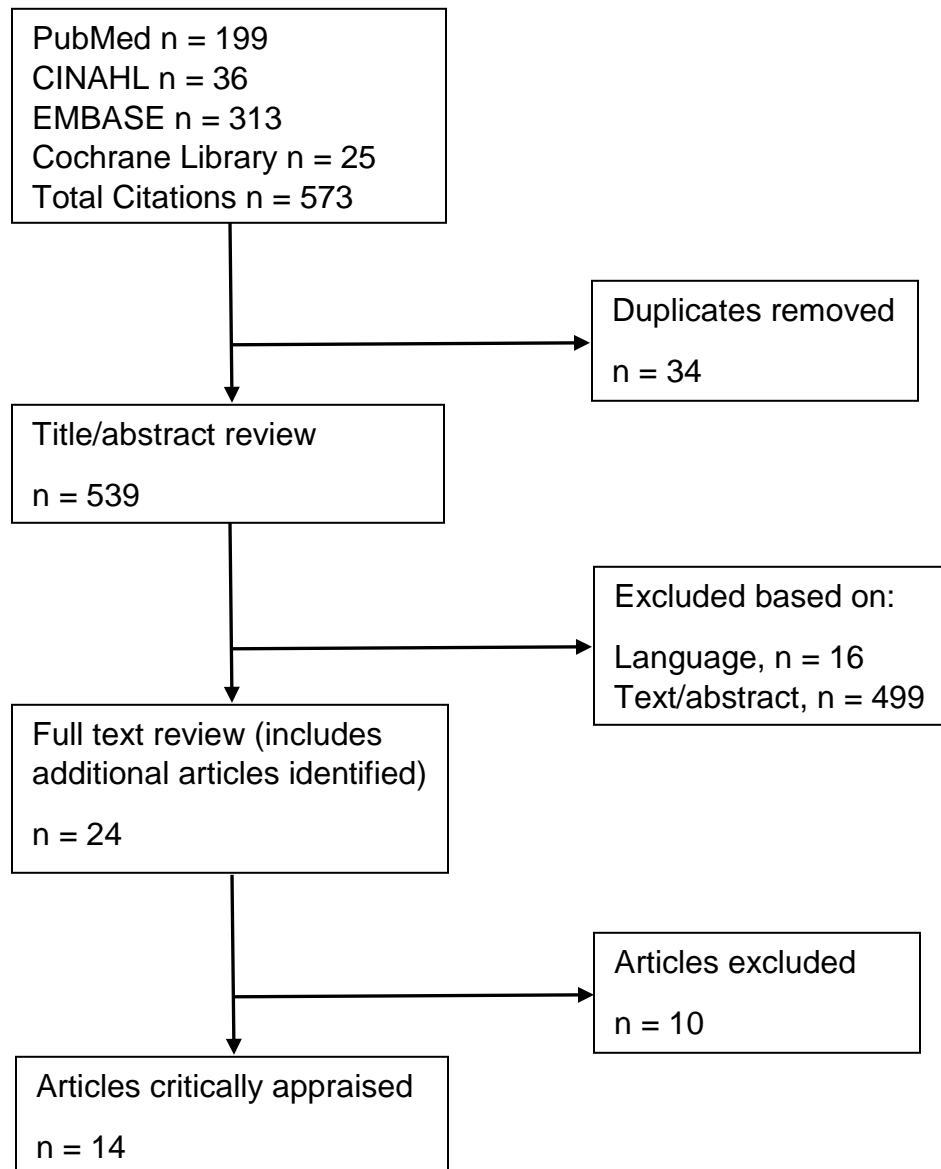 PubMed n = 199
CINAHL n = 36
EMBASE n = 313
Cochrane Library n = 25
Total Citations n = 573
Duplicates removed
n = 34
Title/abstract review
n = 539
Excluded based on:
Language, n = 16
Text/abstract, n = 499
Full text review (includes
additional articles identified)
n = 24
Articles excluded
n = 10
Articles critically appraised
n = 14